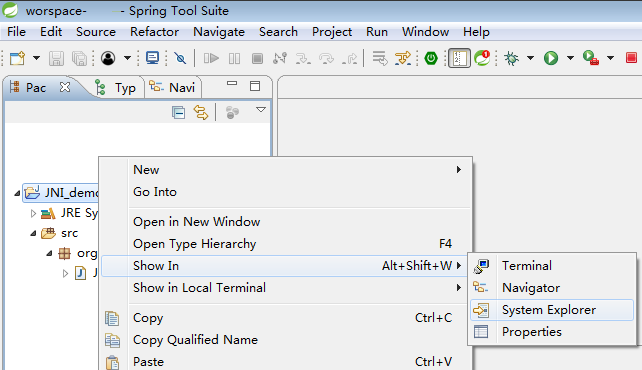 worspace- - Spring Tool Suite
File Edit Source Refactor Navigate Search Project Run Window Help
Pac Typ Navi
JNI_demo
JRE Sy
src
org
J
New
Go Into
Open in New Window
Open Type Hierarchy F4
Show In Alt+Shift+W
Show in Local Terminal
Copy Ctrl+C
Copy Qualified Name
Paste Ctrl+V
Terminal
Navigator
System Explorer
Properties